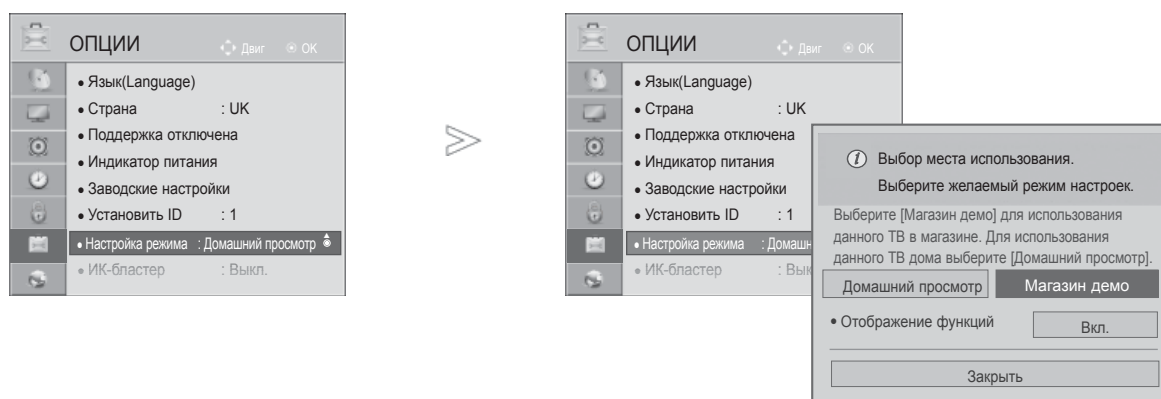 ОПЦИИ
Двиг ОК
• Язык(Language)
• Страна : UK
• Поддержка отключена
• Индикатор питания
• Заводские настройки
• Установить ID : 1
• Настройка режима : Домашний просмотр
• ИК-бластер : Выкл.
ОПЦИИ
Двиг ОК
• Язык(Language)
• Страна : UK
• Поддержка отключена
• Индикатор питания
• Заводские настройки
• Установить ID : 1
• Настройка режима : Домашн
• ИК-бластер : Вык
Выбор места использования.
Выберите желаемый режим настроек.
Выберите [Магазин демо] для использования
данного ТВ в магазине. Для использования
данного ТВ дома выберите [Домашний просмотр].
Домашний просмотр Магазин демо
• Отображение функций Вкл.
Закрыть